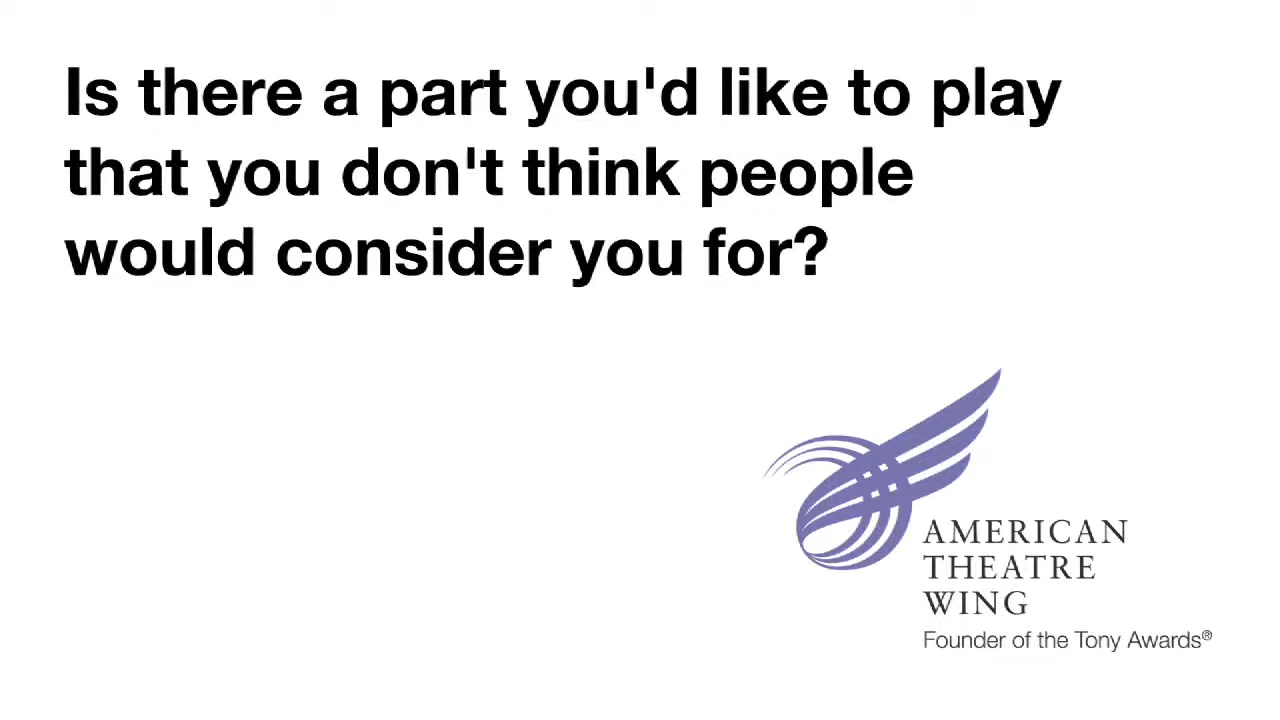 Is there a part you'd like to play
that you don't think people
would consider you for?
AMERICAN
THEATRE
WING
Founder of the Tony Awards®